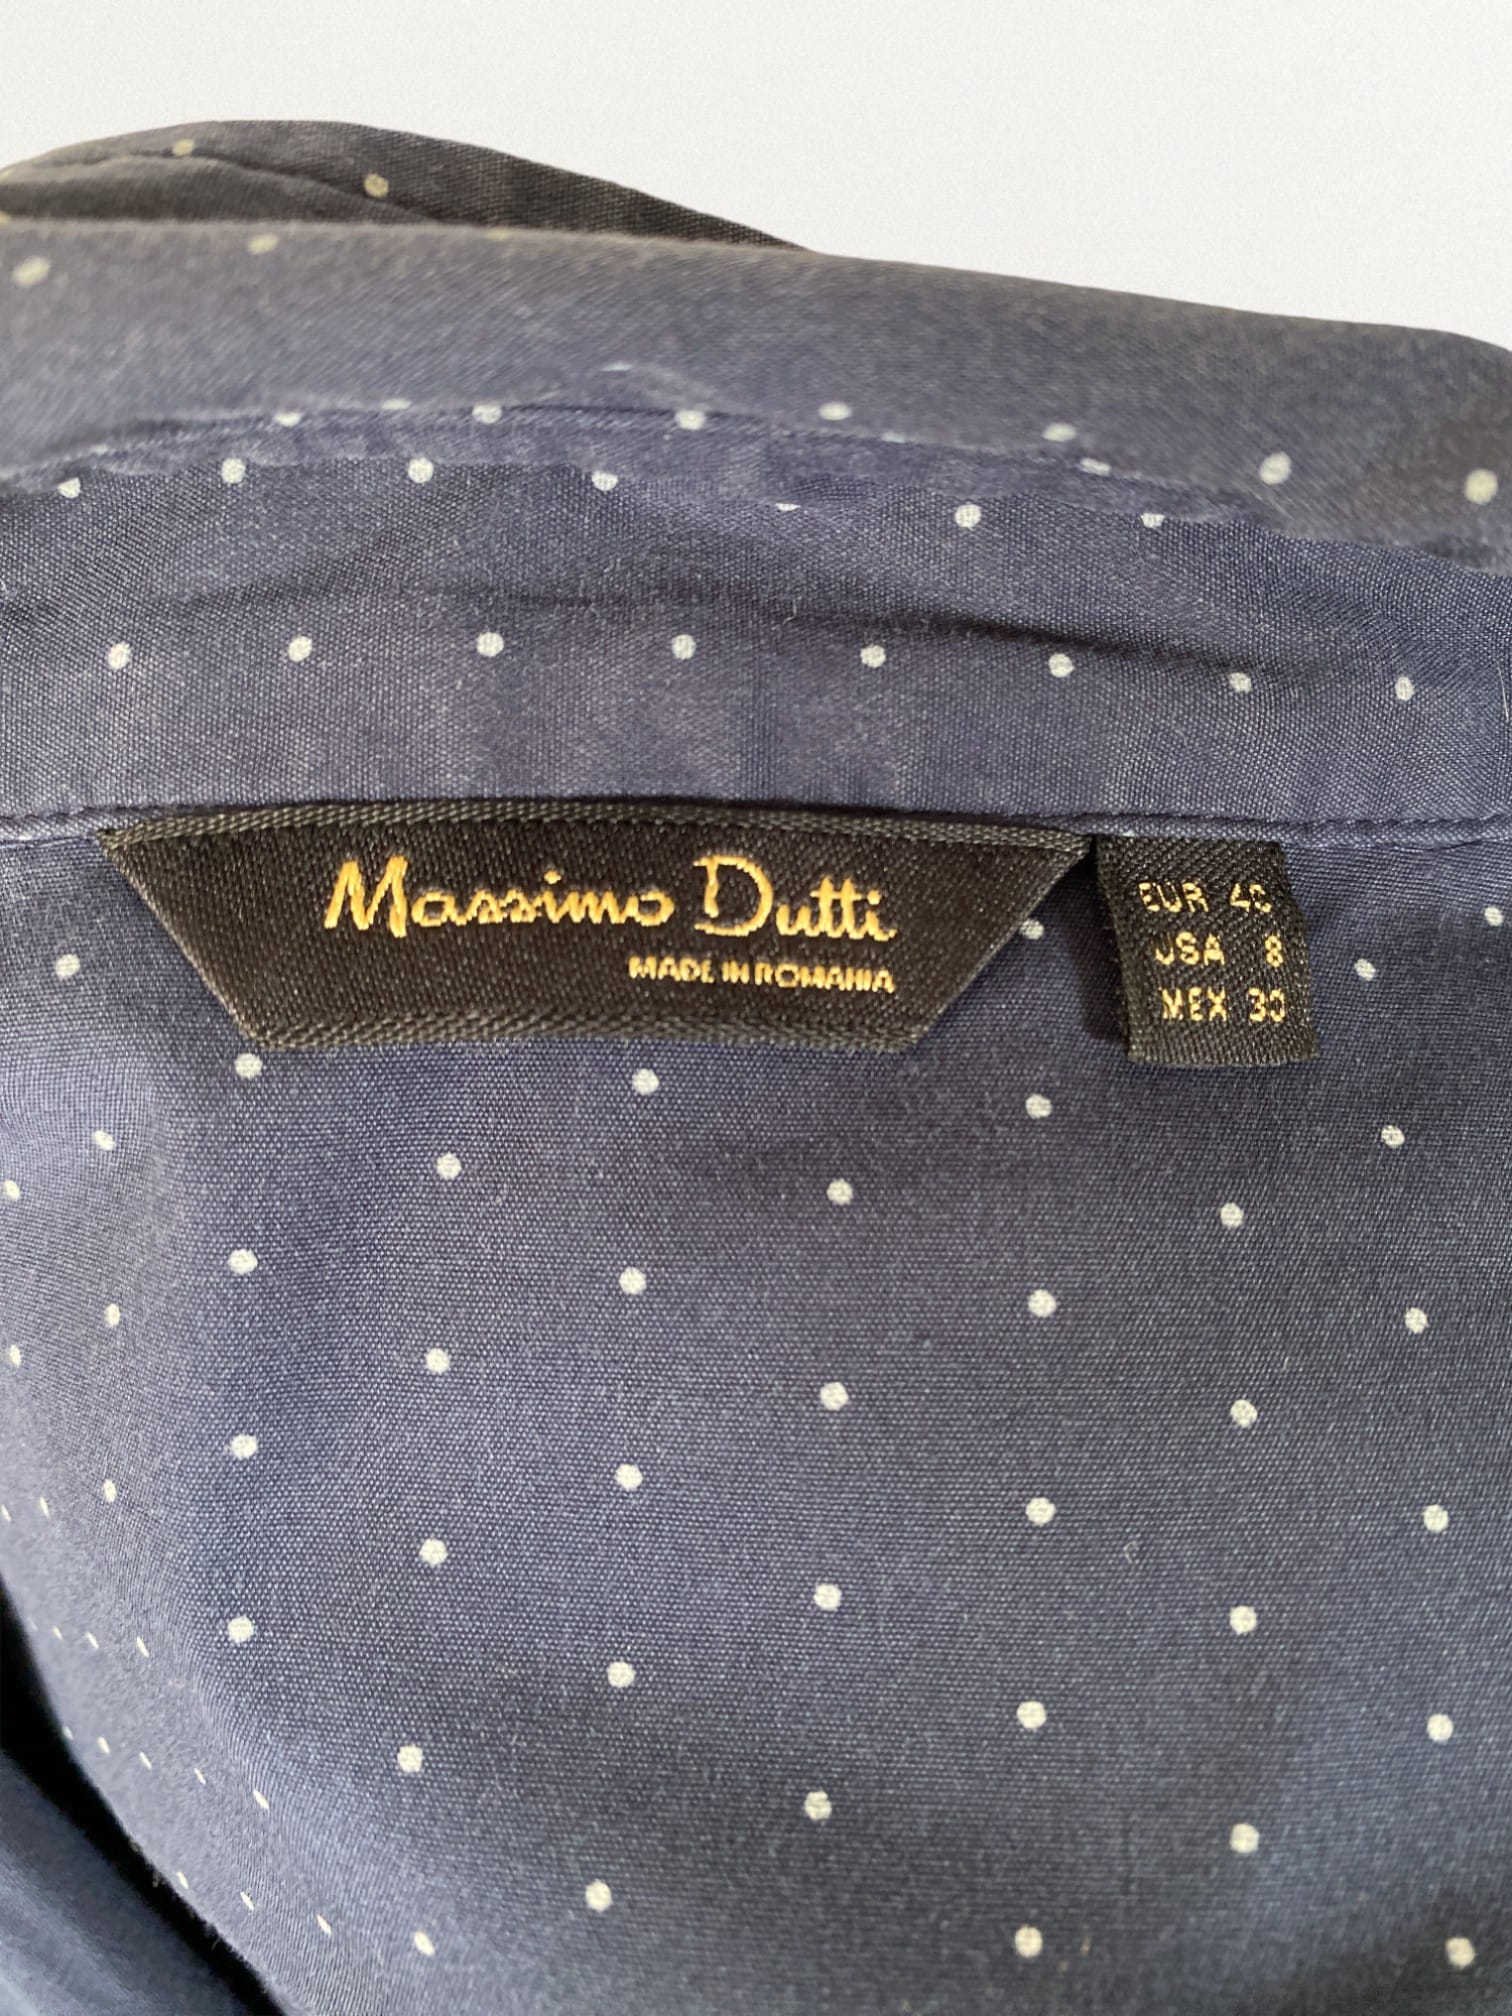 Massimo Dutti
MADE IN ROMANIA
EUR 40
USA 8
MEX 30